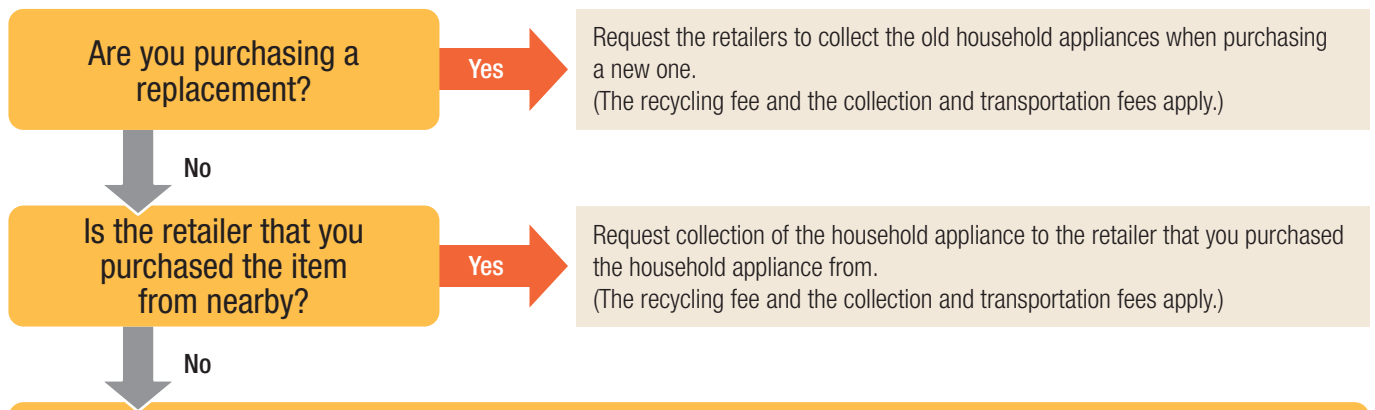 Are you purchasing a
replacement?
Yes
Request the retailers to collect the old household appliances when purchasing
a new one.
(The recycling fee and the collection and transportation fees apply.)
No
Is the retailer that you
purchased the item
from nearby?
Yes
Request collection of the household appliance to the retailer that you purchased
the household appliance from.
(The recycling fee and the collection and transportation fees apply.)
No